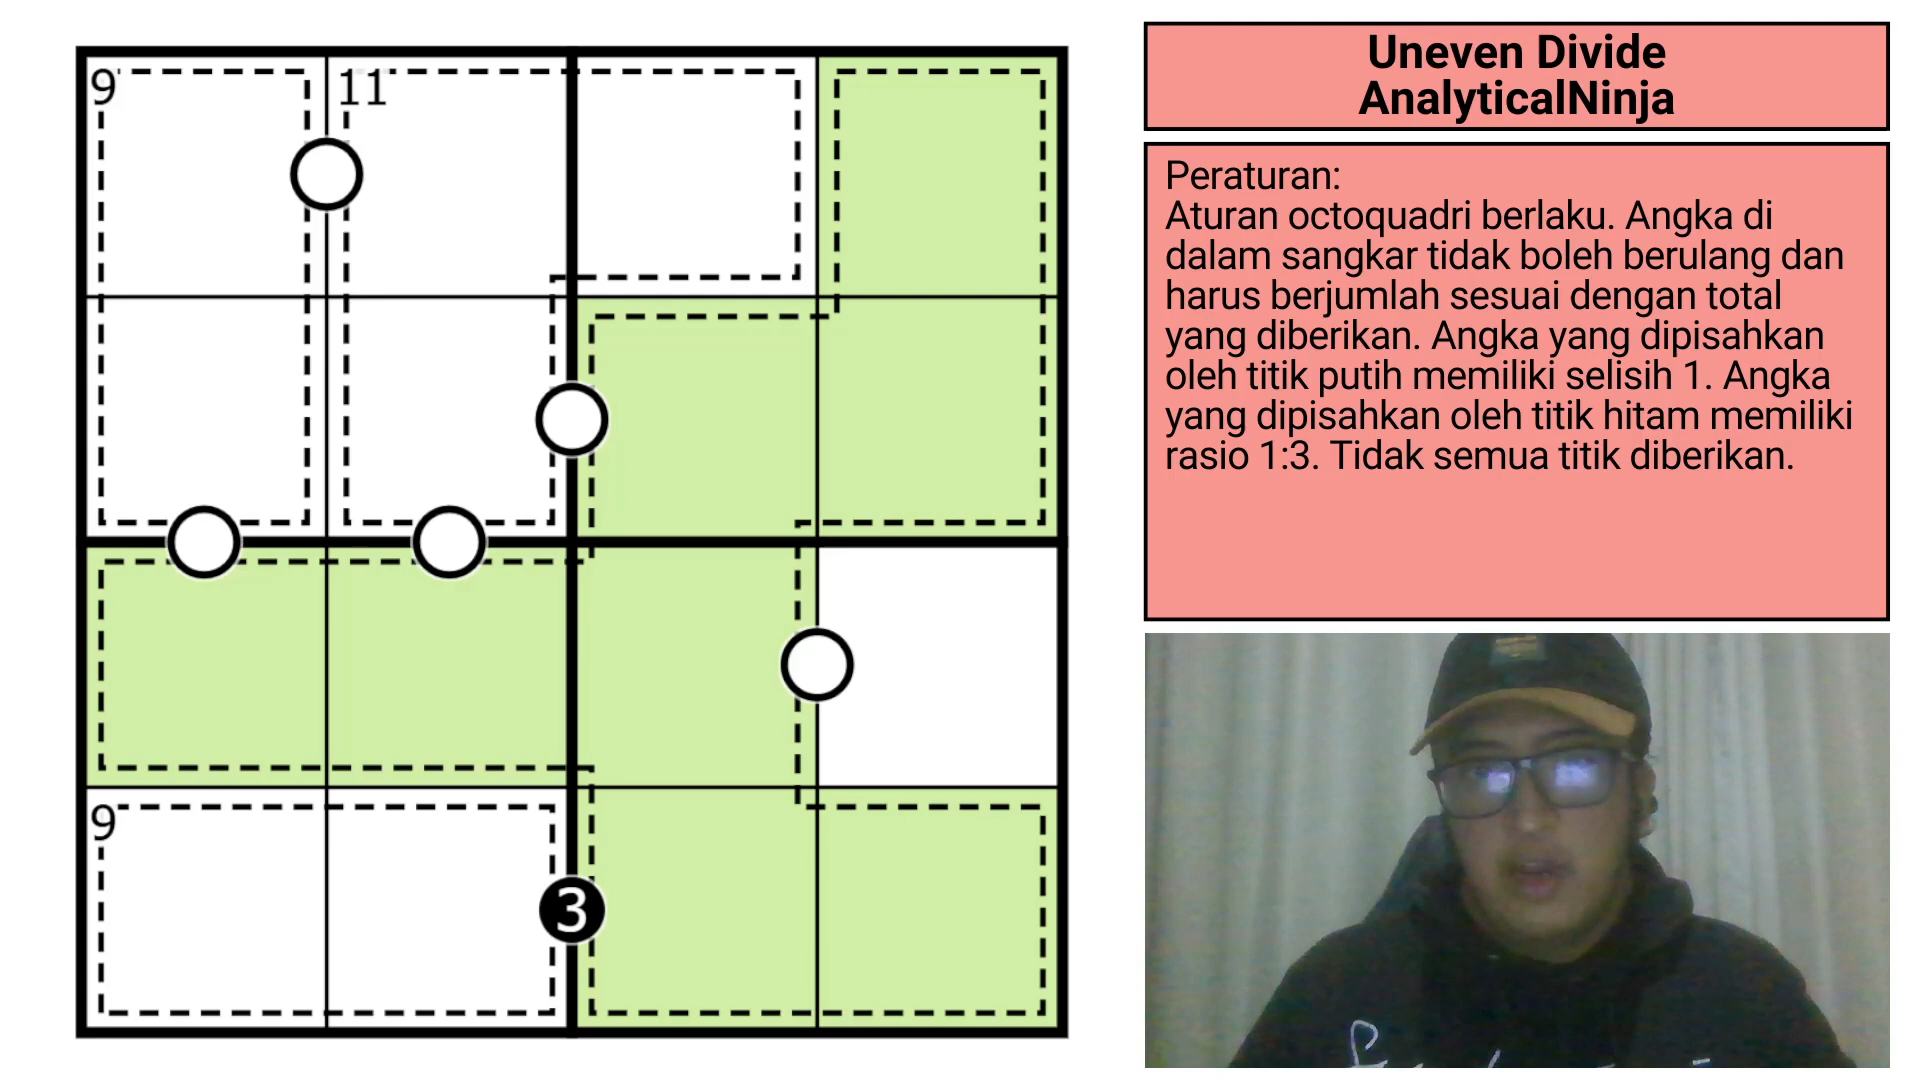 9
11
9
3
Uneven Divide
AnalyticalNinja
Peraturan:
Aturan octoquadri berlaku. Angka di
dalam sangkar tidak boleh berulang dan
harus berjumlah sesuai dengan total
yang diberikan. Angka yang dipisahkan
oleh titik putih memiliki selisih 1. Angka
yang dipisahkan oleh titik hitam memiliki
rasio 1:3. Tidak semua titik diberikan.